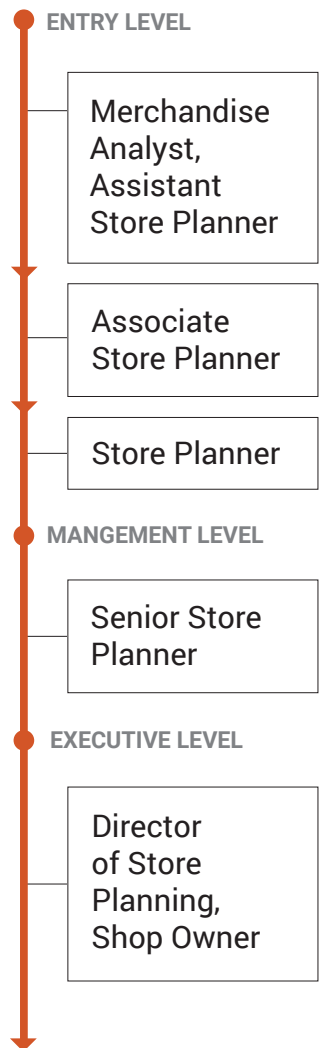 ENTRY LEVEL
Merchandise
Analyst,
Assistant
Store Planner
Associate
Store Planner
Store Planner
MANGEMENT LEVEL
Senior Store
Planner
EXECUTIVE LEVEL
Director
of Store
Planning,
Shop Owner